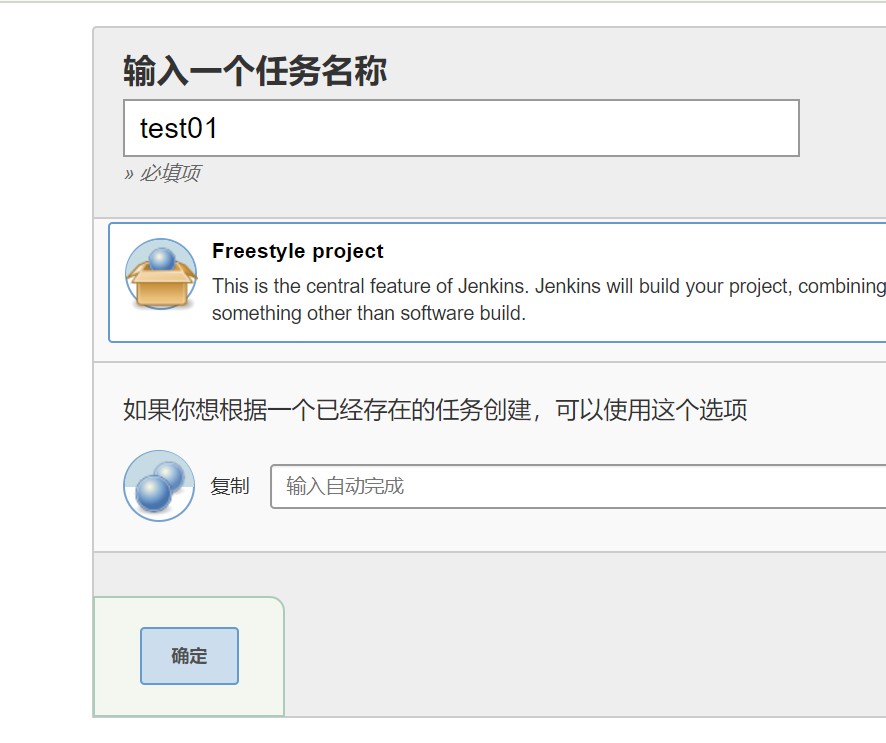 输入一个任务名称
test01
» 必填项
Freestyle project
This is the central feature of Jenkins. Jenkins will build your project, combining
something other than software build.
如果你想根据一个已经存在的任务创建，可以使用这个选项
复制
输入自动完成
确定